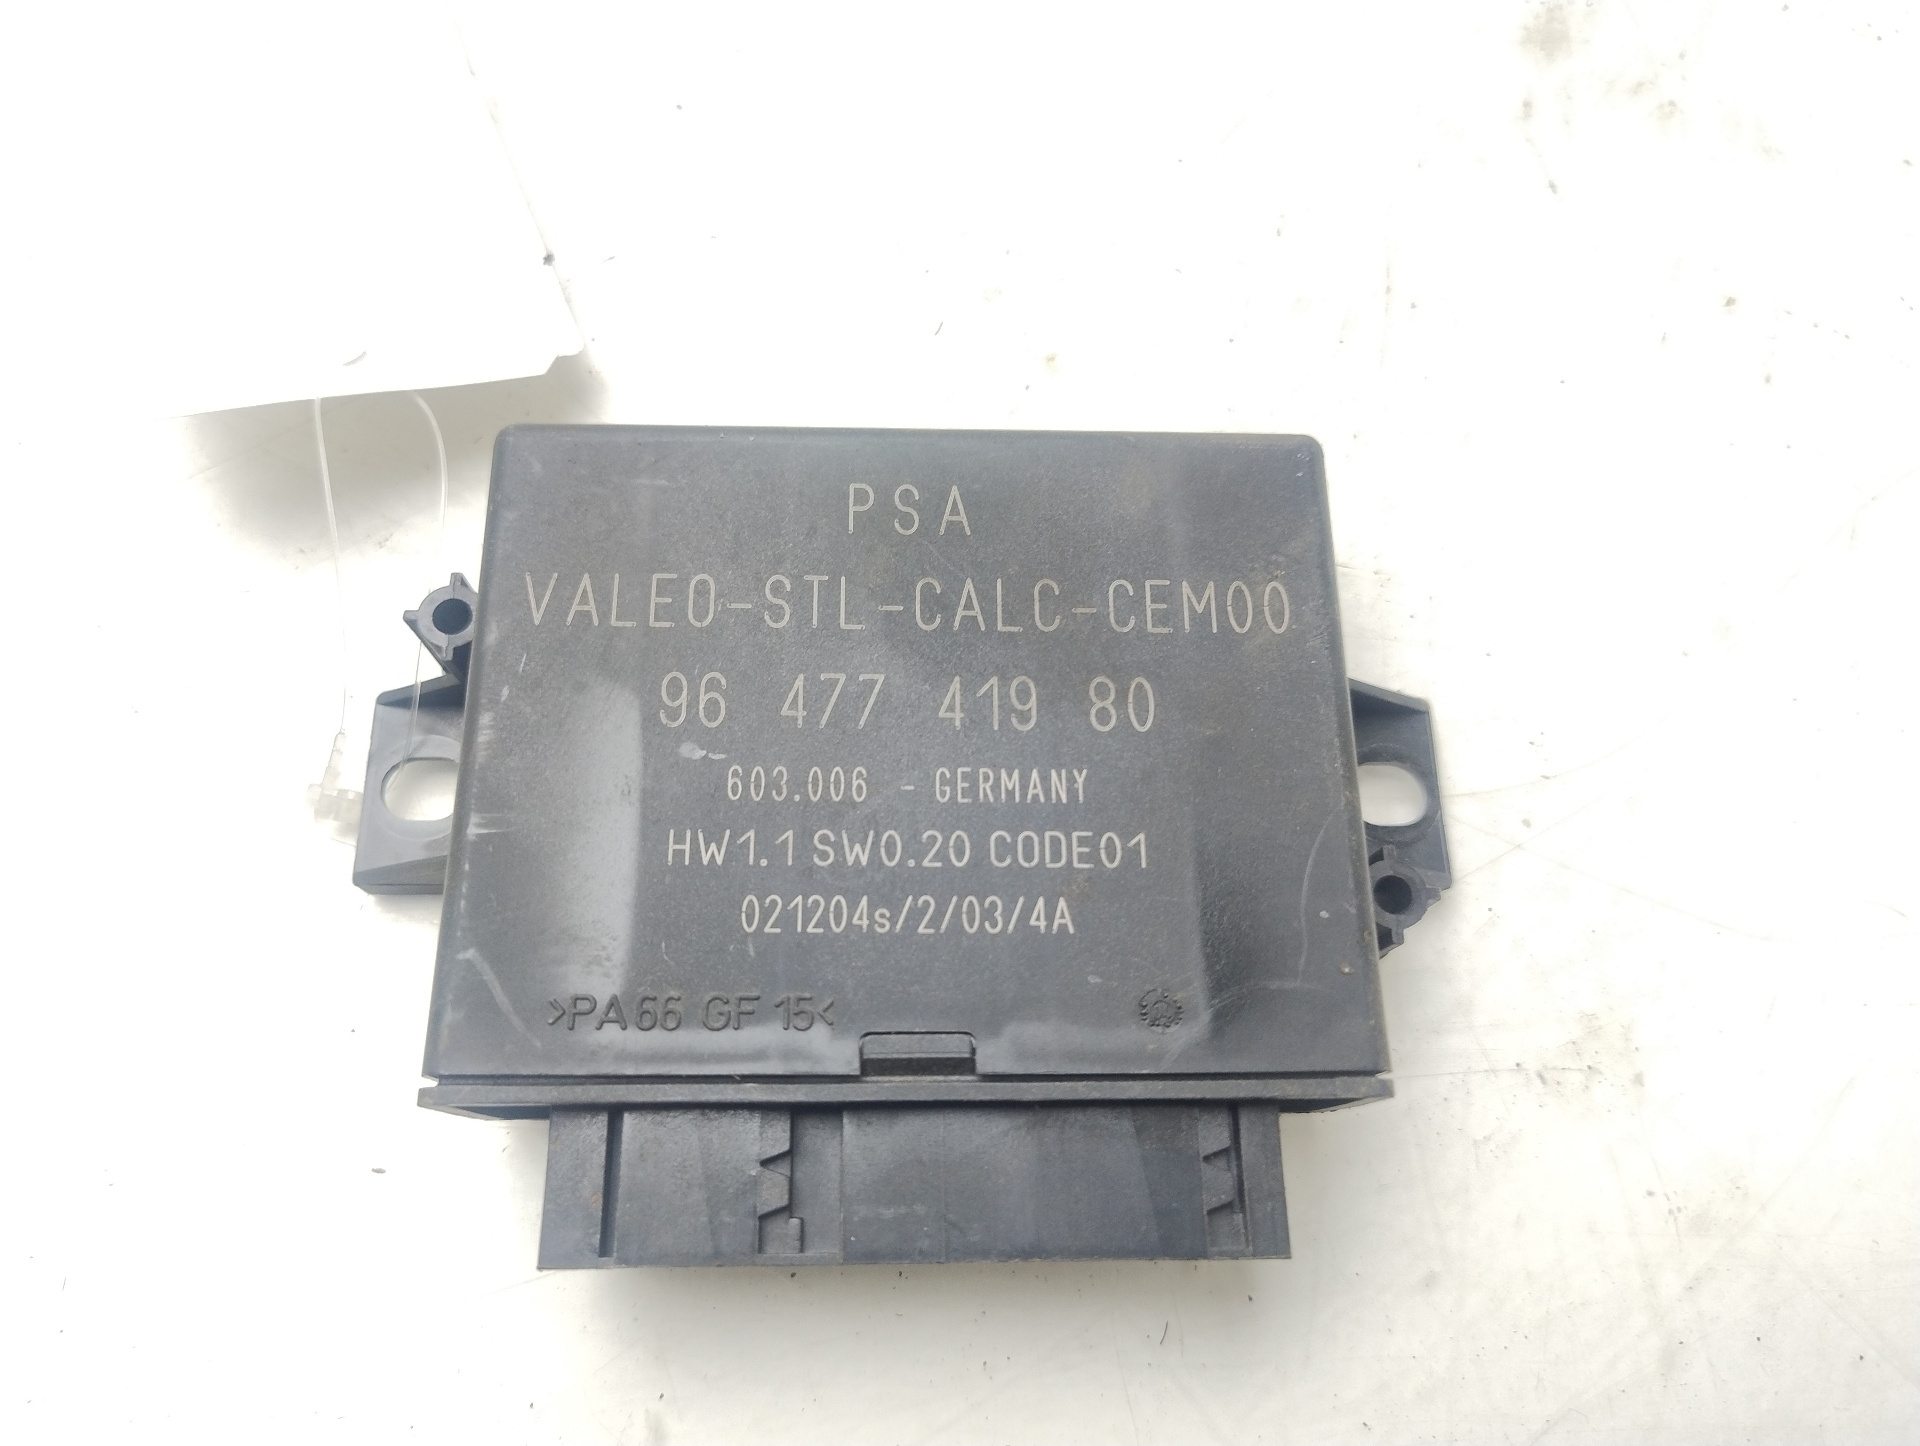 PSA
VALEO-STL-CALC-CEM00
96 477 419 80
603.006 - GERMANY
HW1.1 SW0.20 CODE01
021204s/2/03/4A
>PA66 GF 15<